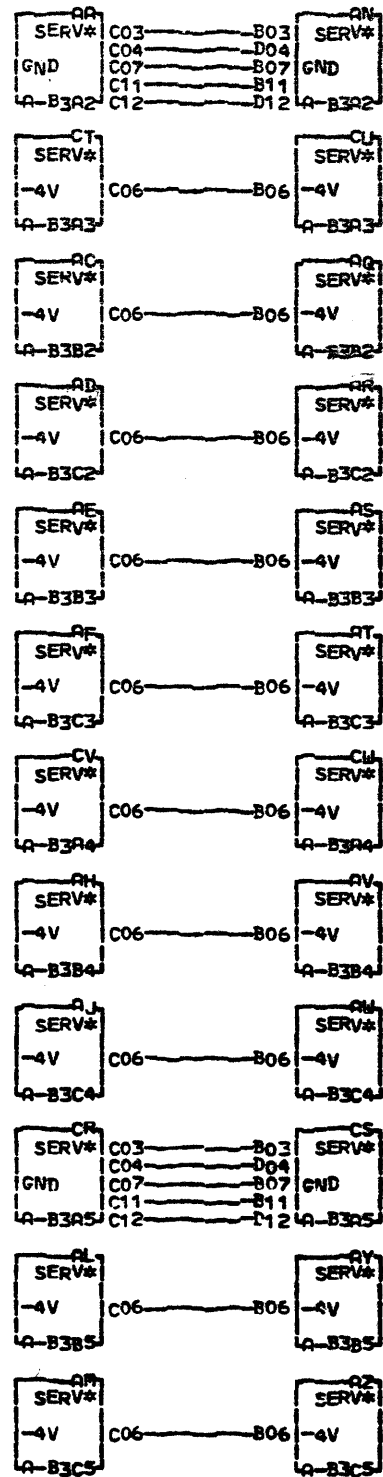 AA AN
SERV* C03 B03 SERV*
C04 D04
GND C07 B07 GND
C11 B11
A-B3A2 C12 D12 A-B3A2
CT CU
SERV* SERV*
-4V C06 B06 -4V
A-B3A3 A-B3A3
AC AQ
SERV* SERV*
-4V C06 B06 -4V
A-B3B2 A-B3B2
AD AR
SERV* SERV*
-4V C06 B06 -4V
A-B3C2 A-B3C2
AE AS
SERV* SERV*
-4V C06 B06 -4V
A-B3B3 A-B3B3
AF AT
SERV* SERV*
-4V C06 B06 -4V
A-B3C3 A-B3C3
CV CW
SERV* SERV*
-4V C06 B06 -4V
A-B3A4 A-B3A4
AH AV
SERV* SERV*
-4V C06 B06 -4V
A-B3B4 A-B3B4
AJ AW
SERV* SERV*
-4V C06 B06 -4V
A-B3C4 A-B3C4
CR CS
SERV* C03 B03 SERV*
C04 D04
GND C07 B07 GND
C11 B11
A-B3A5 C12 D12 A-B3A5
AL AY
SERV* SERV*
-4V C06 B06 -4V
A-B3B5 A-B3B5
AM AZ
SERV* SERV*
-4V C06 B06 -4V
A-B3C5 A-B3C5